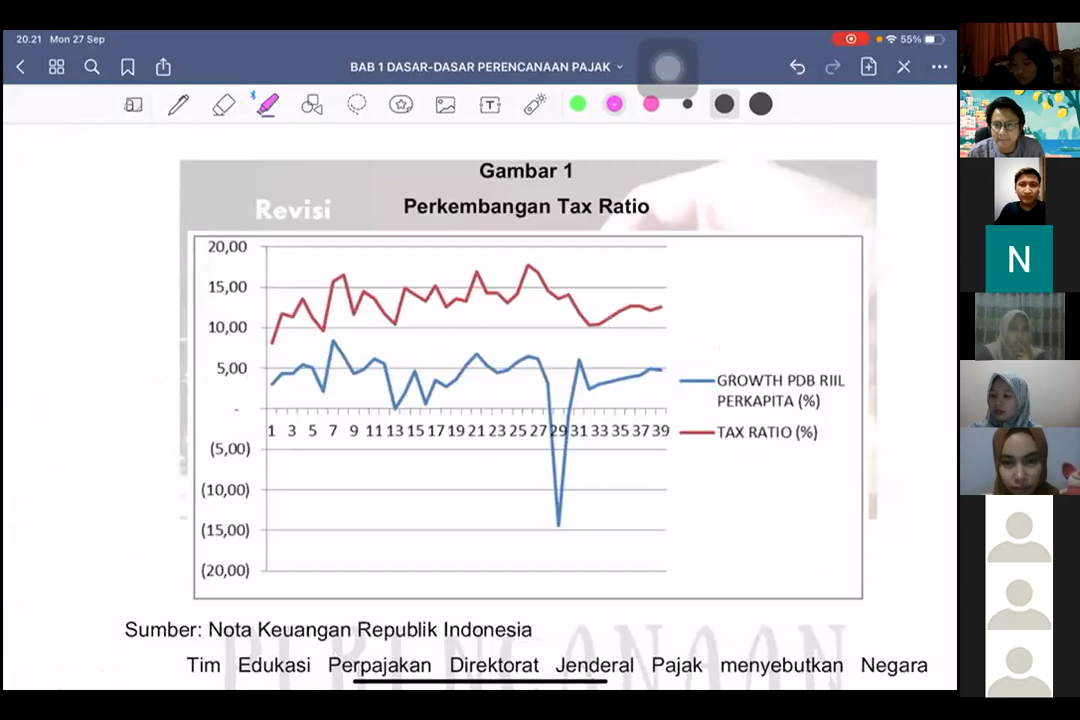 20.21 Mon 27 Sep
55%
BAB 1 DASAR-DASAR PERENCANAAN PAJAK
T
Gambar 1
Revisi
Perkembangan Tax Ratio
20,00
15,00
10,00
5,00
-
1 3 5 7 9 11 13 15 17 19 21 23 25 27 29 31 33 35 37 39
(5,00)
(10,00)
(15,00)
(20,00)
GROWTH PDB RIIL
PERKAPITA (%)
TAX RATIO (%)
Sumber: Nota Keuangan Republik Indonesia
PERENCANAAN
Tim Edukasi Perpajakan Direktorat Jenderal Pajak menyebutkan Negara
N